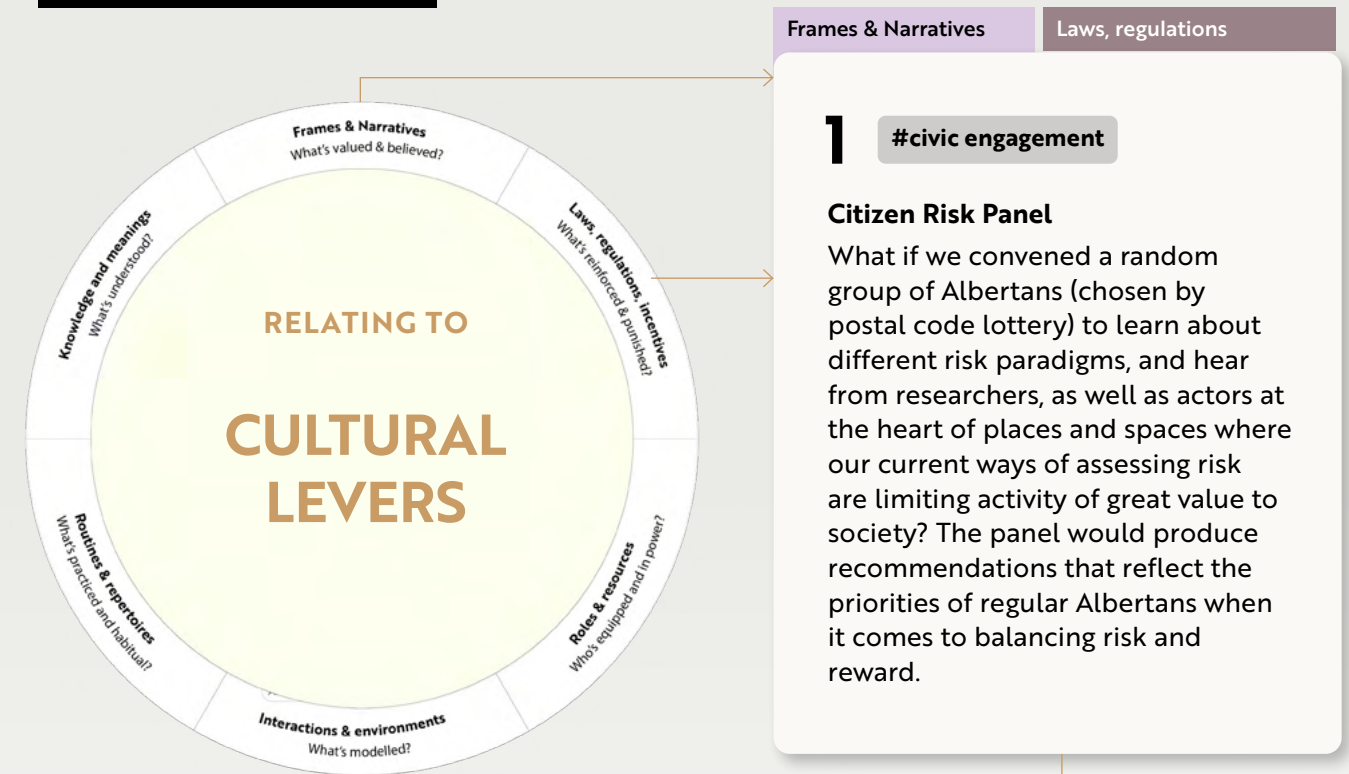 Frames & Narratives
Laws, regulations
Frames & Narratives
What's valued & believed?
Laws, regulations, incentives
What's reinforced & punished?
Roles & resources
Who's equipped and in power?
Interactions & environments
What's modelled?
Routines & repertoires
What's practiced and habitual?
Knowledge and meanings
What's understood?
RELATING TO
CULTURAL
LEVERS
1
#civic engagement
Citizen Risk Panel
What if we convened a random
group of Albertans (chosen by
postal code lottery) to learn about
different risk paradigms, and hear
from researchers, as well as actors at
the heart of places and spaces where
our current ways of assessing risk
are limiting activity of great value to
society? The panel would produce
recommendations that reflect the
priorities of regular Albertans when
it comes to balancing risk and
reward.